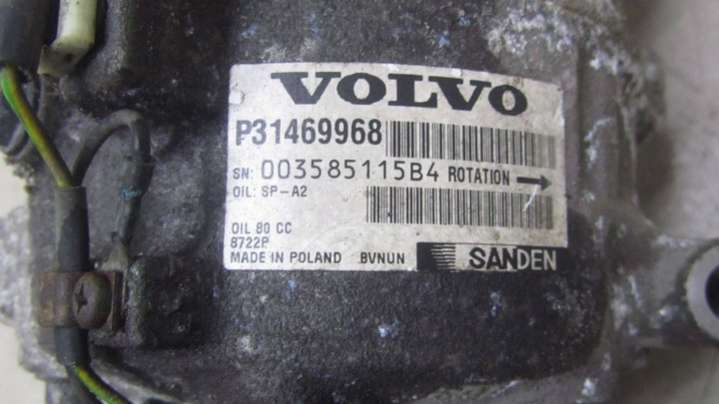 VOLVO
P31469968
SN: 003585115B4 ROTATION →
OIL: SP-A2
OIL 80 CC
8722P
MADE IN POLAND BVNUN SANDEN